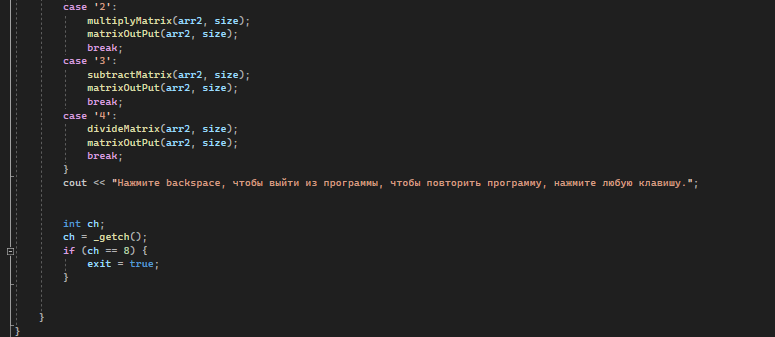 case '2':
multiplyMatrix(arr2, size);
matrixOutPut(arr2, size);
break;
case '3':
subtractMatrix(arr2, size);
matrixOutPut(arr2, size);
break;
case '4':
divideMatrix(arr2, size);
matrixOutPut(arr2, size);
break;
}
cout << "Нажмите backspace, чтобы выйти из программы, чтобы повторить программу, нажмите любую клавишу.";
int ch;
ch = _getch();
if (ch == 8) {
exit = true;
}
}
}